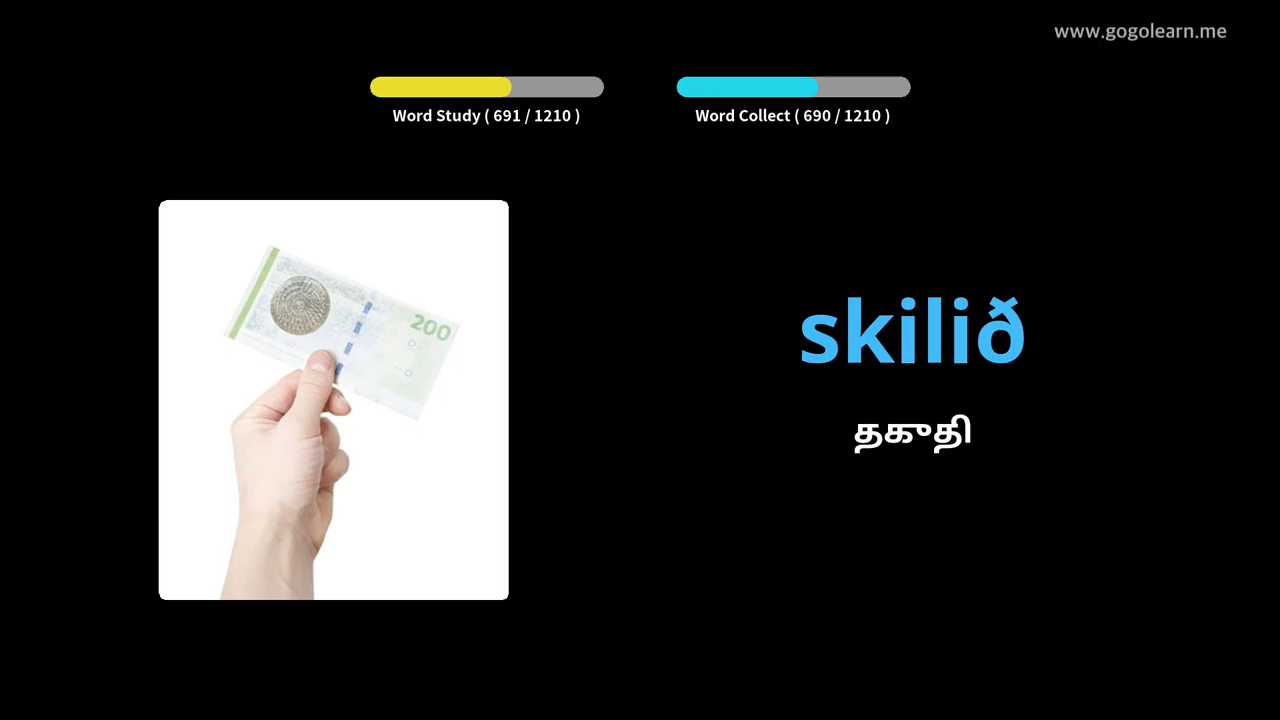 www.gogolearn.me
Word Study ( 691 / 1210 )
Word Collect ( 690 / 1210 )
200
skilið
தகுதி